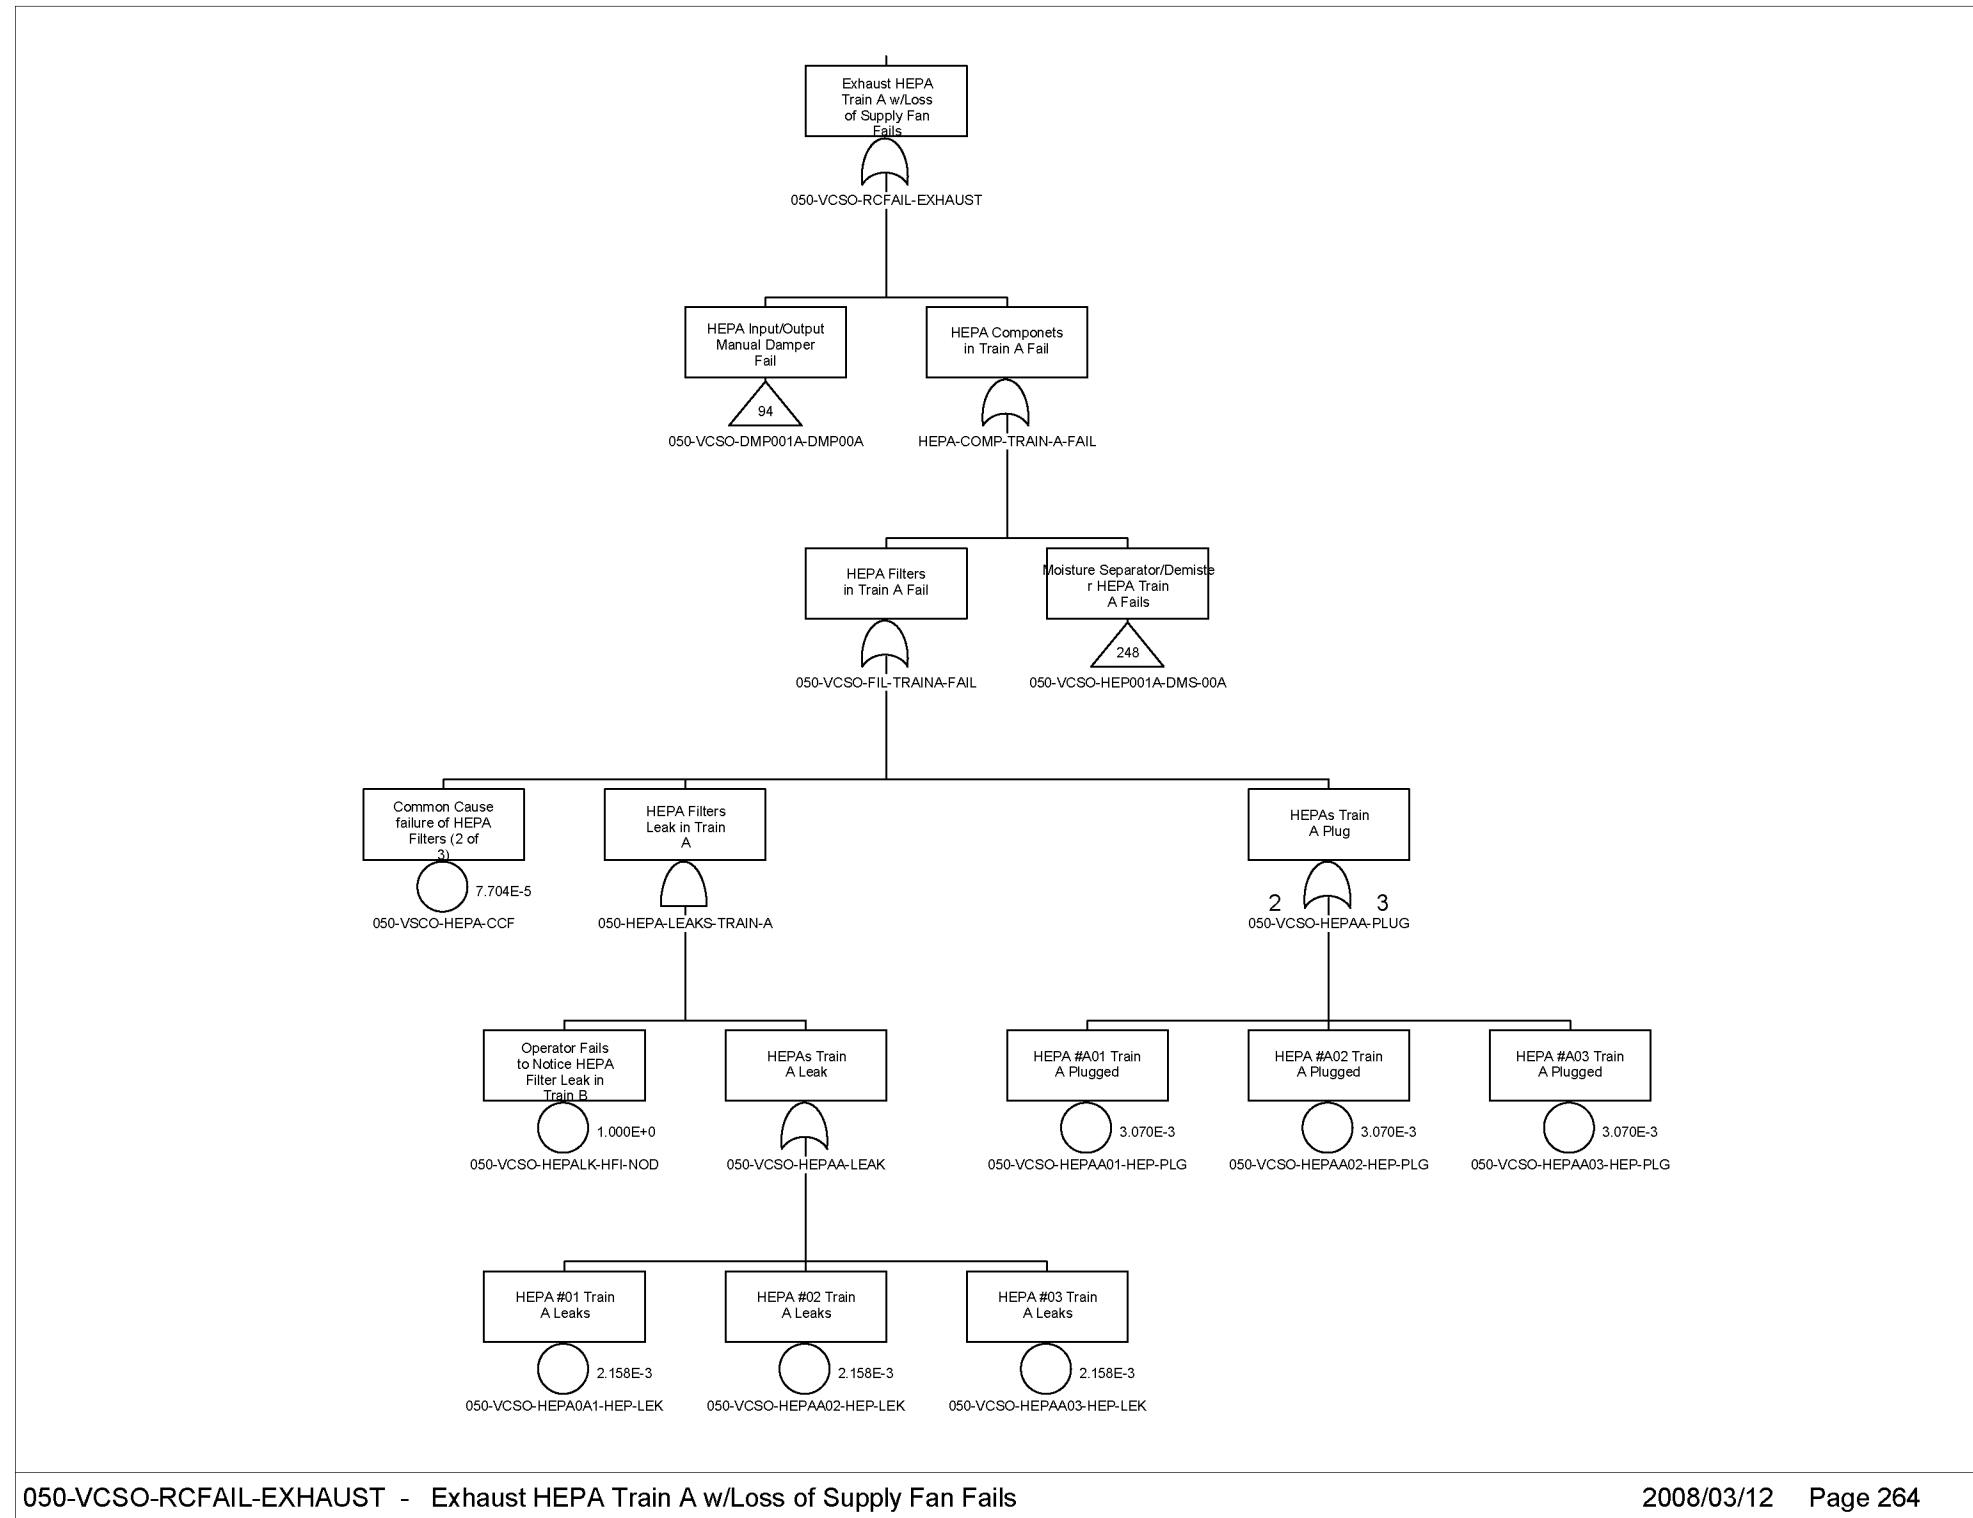 Exhaust HEPA
Train A w/Loss
of Supply Fan
Fails
050-VCSO-RCFAIL-EXHAUST
HEPA Input/Output
Manual Damper
Fail
94
050-VCSO-DMP001A-DMP00A
HEPA Componets
in Train A Fail
HEPA-COMP-TRAIN-A-FAIL
HEPA Filters
in Train A Fail
050-VCSO-FIL-TRAINA-FAIL
Moisture Separator/Demiste
r HEPA Train
A Fails
248
050-VCSO-HEP001A-DMS-00A
Common Cause
failure of HEPA
Filters (2 of
3)
7.704E-5
050-VSCO-HEPA-CCF
HEPA Filters
Leak in Train
A
050-HEPA-LEAKS-TRAIN-A
HEPAs Train
A Plug
2 3
050-VCSO-HEPAA-PLUG
Operator Fails
to Notice HEPA
Filter Leak in
Train B
1.000E+0
050-VCSO-HEPALK-HFI-NOD
HEPAs Train
A Leak
050-VCSO-HEPAA-LEAK
HEPA #A01 Train
A Plugged
3.070E-3
050-VCSO-HEPAA01-HEP-PLG
HEPA #A02 Train
A Plugged
3.070E-3
050-VCSO-HEPAA02-HEP-PLG
HEPA #A03 Train
A Plugged
3.070E-3
050-VCSO-HEPAA03-HEP-PLG
HEPA #01 Train
A Leaks
2.158E-3
050-VCSO-HEPA0A1-HEP-LEK
HEPA #02 Train
A Leaks
2.158E-3
050-VCSO-HEPAA02-HEP-LEK
HEPA #03 Train
A Leaks
2.158E-3
050-VCSO-HEPAA03-HEP-LEK
050-VCSO-RCFAIL-EXHAUST - Exhaust HEPA Train A w/Loss of Supply Fan Fails
2008/03/12 Page 264